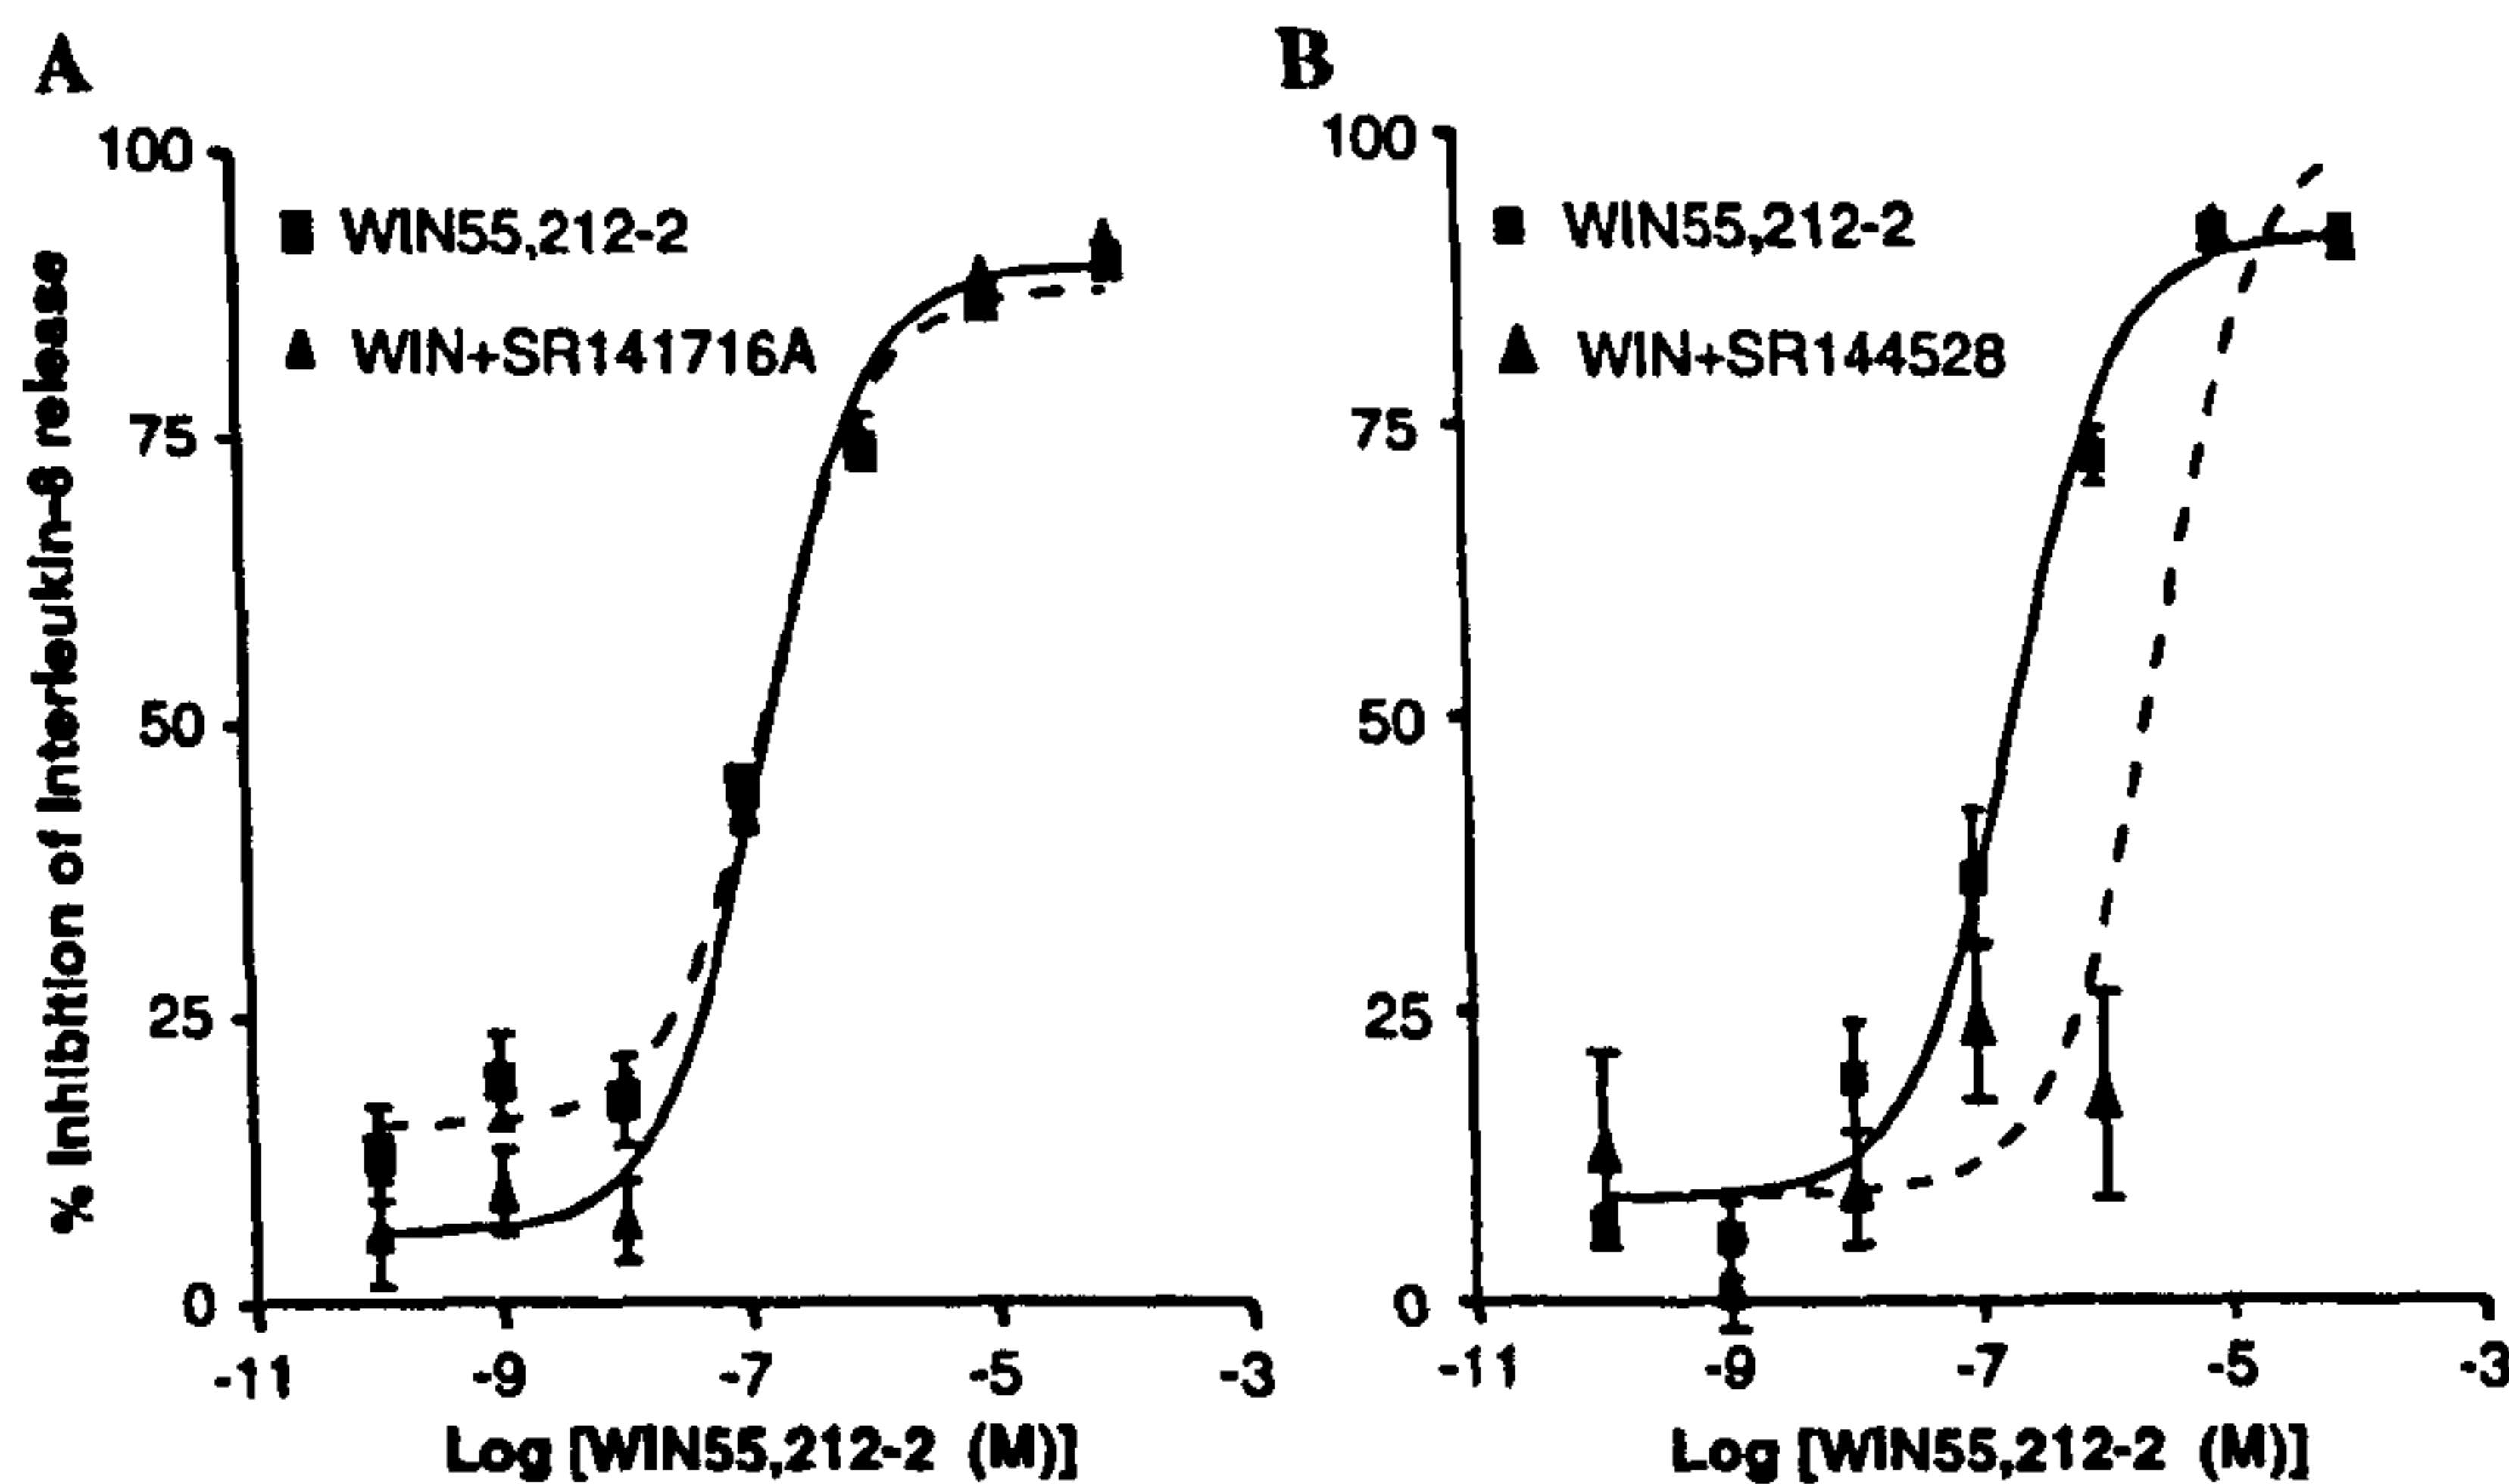 A
B
% Inhibition of Interleukin-8 release
100
75
50
25
0
WIN55,212-2
WIN+SR141716A
-11
-9
-7
-5
-3
Log [WIN55,212-2 (M)]
100
75
50
25
0
WIN55,212-2
WIN+SR144528
-11
-9
-7
-5
-3
Log [WIN55,212-2 (M)]